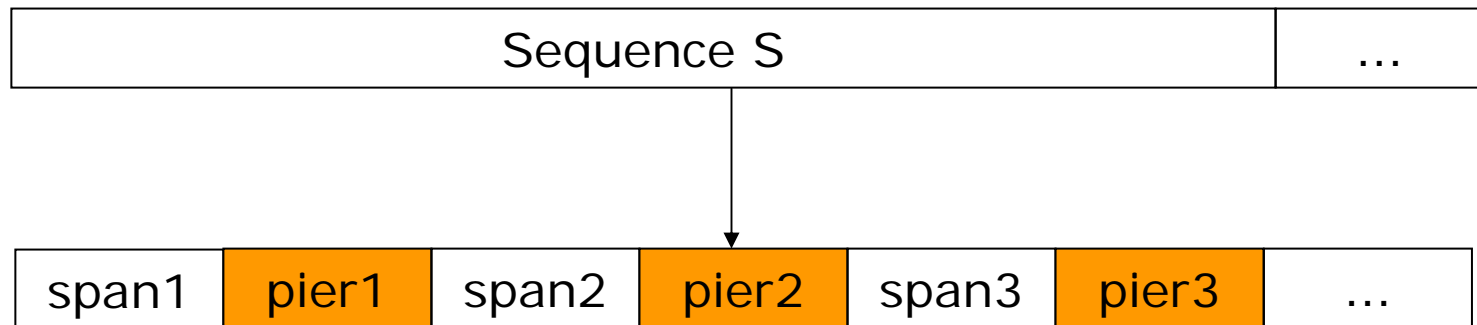 Sequence S ...
span1 pier1 span2 pier2 span3 pier3 ...